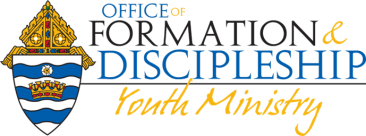 OFFICE OF
FORMATION &
DISCIPLESHIP
Youth Ministry